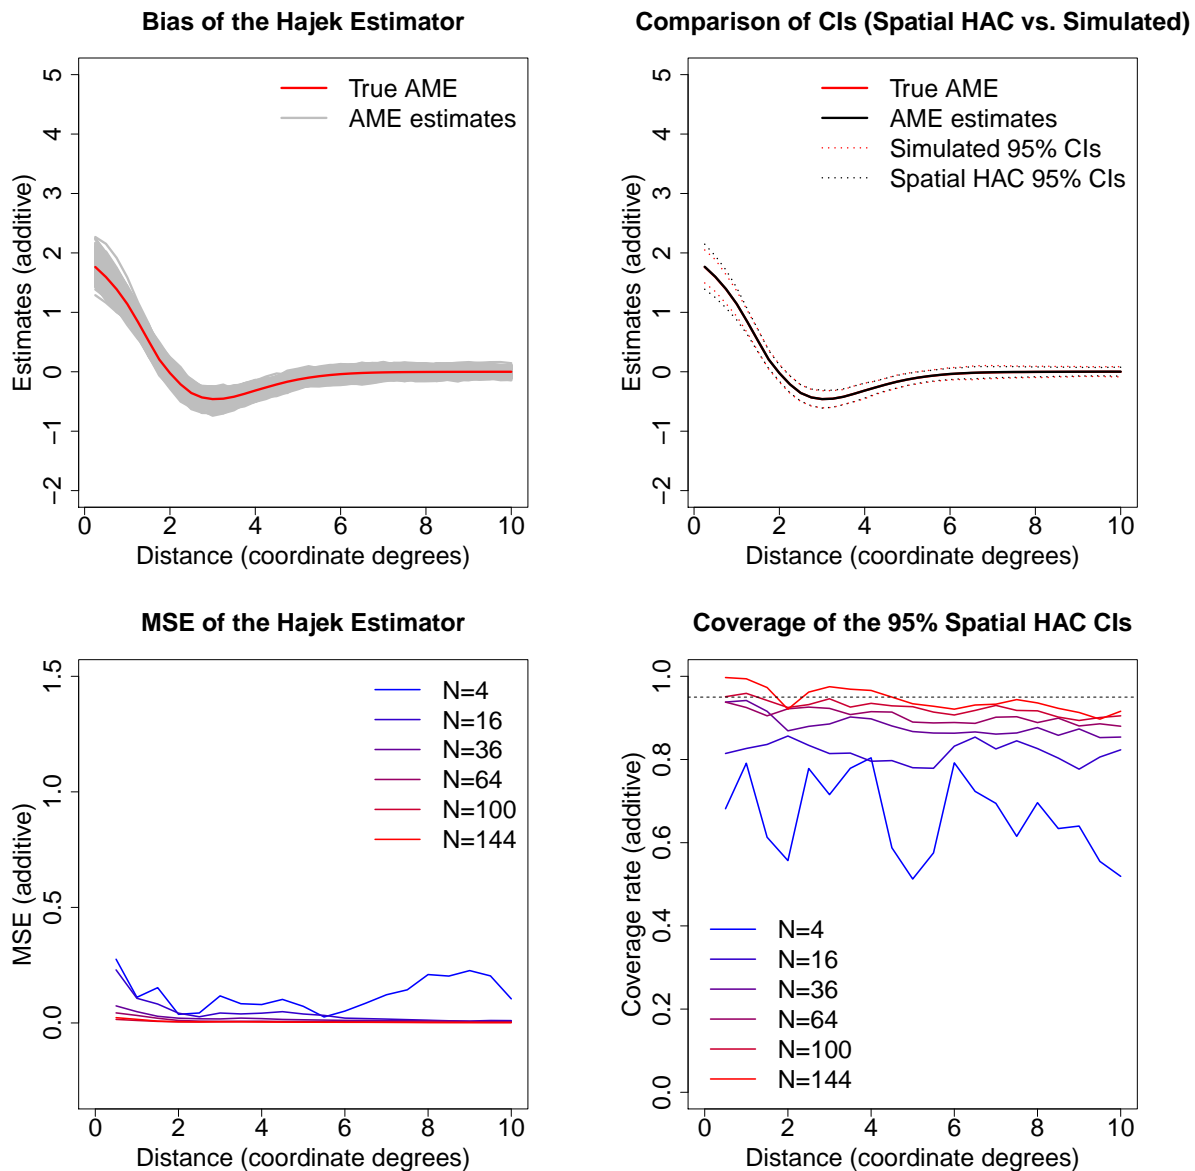 Bias of the Hajek Estimator
Estimates (additive)
5
4
3
2
1
0
−1
−2
True AME
AME estimates
0 2 4 6 8 10
Distance (coordinate degrees)
Comparison of CIs (Spatial HAC vs. Simulated)
Estimates (additive)
5
4
3
2
1
0
−1
−2
True AME
AME estimates
Simulated 95% CIs
Spatial HAC 95% CIs
0 2 4 6 8 10
Distance (coordinate degrees)
MSE of the Hajek Estimator
MSE (additive)
1.5
1.0
0.5
0.0
N=4
N=16
N=36
N=64
N=100
N=144
0 2 4 6 8 10
Distance (coordinate degrees)
Coverage of the 95% Spatial HAC CIs
Coverage rate (additive)
1.0
0.8
0.6
0.4
0.2
0.0
N=4
N=16
N=36
N=64
N=100
N=144
0 2 4 6 8 10
Distance (coordinate degrees)